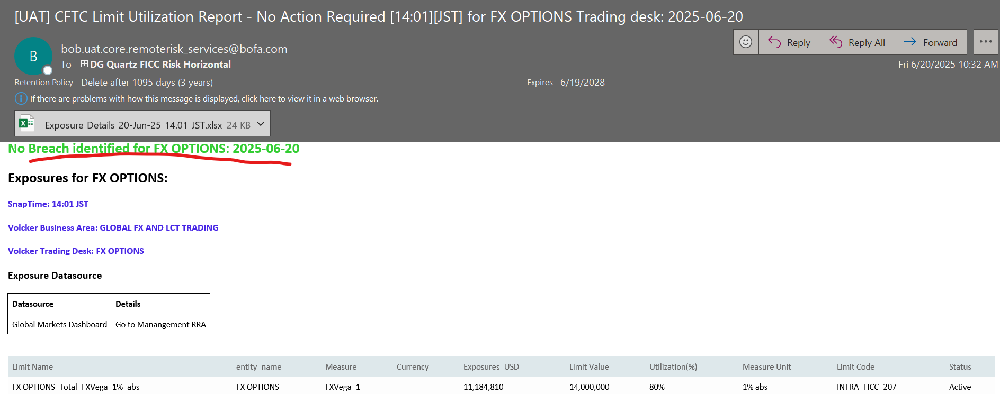 [UAT] CFTC Limit Utilization Report - No Action Required [14:01][JST] for FX OPTIONS Trading desk: 2025-06-20
B
bob.uat.core.remoterisk_services@bofa.com
Reply
Reply All
Forward
To DG Quartz FICC Risk Horizontal
Fri 6/20/2025 10:32 AM
Retention Policy Delete after 1095 days (3 years)
Expires 6/19/2028
If there are problems with how this message is displayed, click here to view it in a web browser.
Exposure_Details_20-Jun-25_14.01_JST.xlsx 24 KB
No Breach identified for FX OPTIONS: 2025-06-20
Exposures for FX OPTIONS:
SnapTime: 14:01 JST
Volcker Business Area: GLOBAL FX AND LCT TRADING
Volcker Trading Desk: FX OPTIONS
Exposure Datasource
Datasource Details
Global Markets Dashboard Go to Manangement RRA
Limit Name entity_name Measure Currency Exposures_USD Limit Value Utilization(%) Measure Unit Limit Code Status
FX OPTIONS_Total_FXVega_1%_abs FX OPTIONS FXVega_1 11,184,810 14,000,000 80% 1% abs INTRA_FICC_207 Active